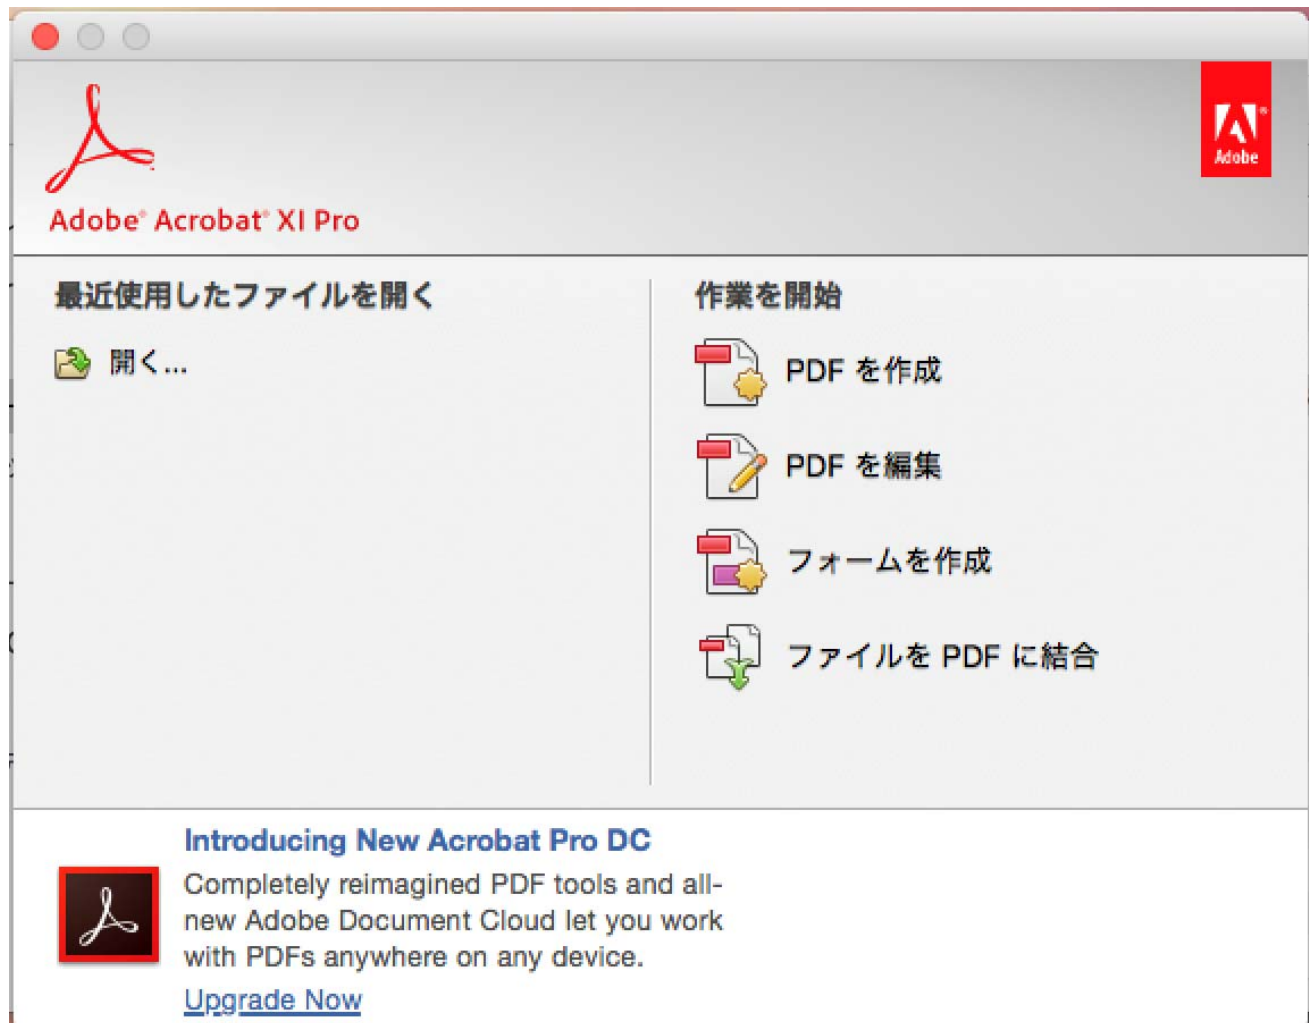 Adobe
Adobe® Acrobat® XI Pro
最近使用したファイルを開く
開く...
作業を開始
PDF を作成
PDF を編集
フォームを作成
ファイルを PDF に結合
Introducing New Acrobat Pro DC
Completely reimagined PDF tools and all-
new Adobe Document Cloud let you work
with PDFs anywhere on any device.
Upgrade Now